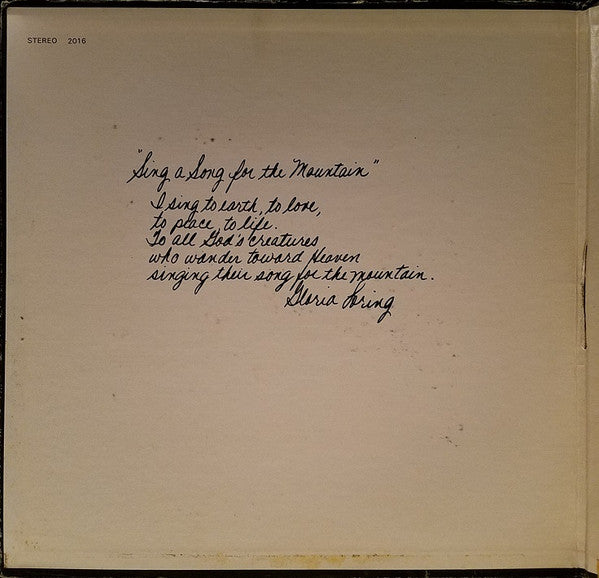 STEREO 2016
"Sing a Song for the Mountain"
I sing to earth, to love,
to peace, to life.
To all God's creatures
who wander toward Heaven
singing their song for the mountain.
Gloria Loring